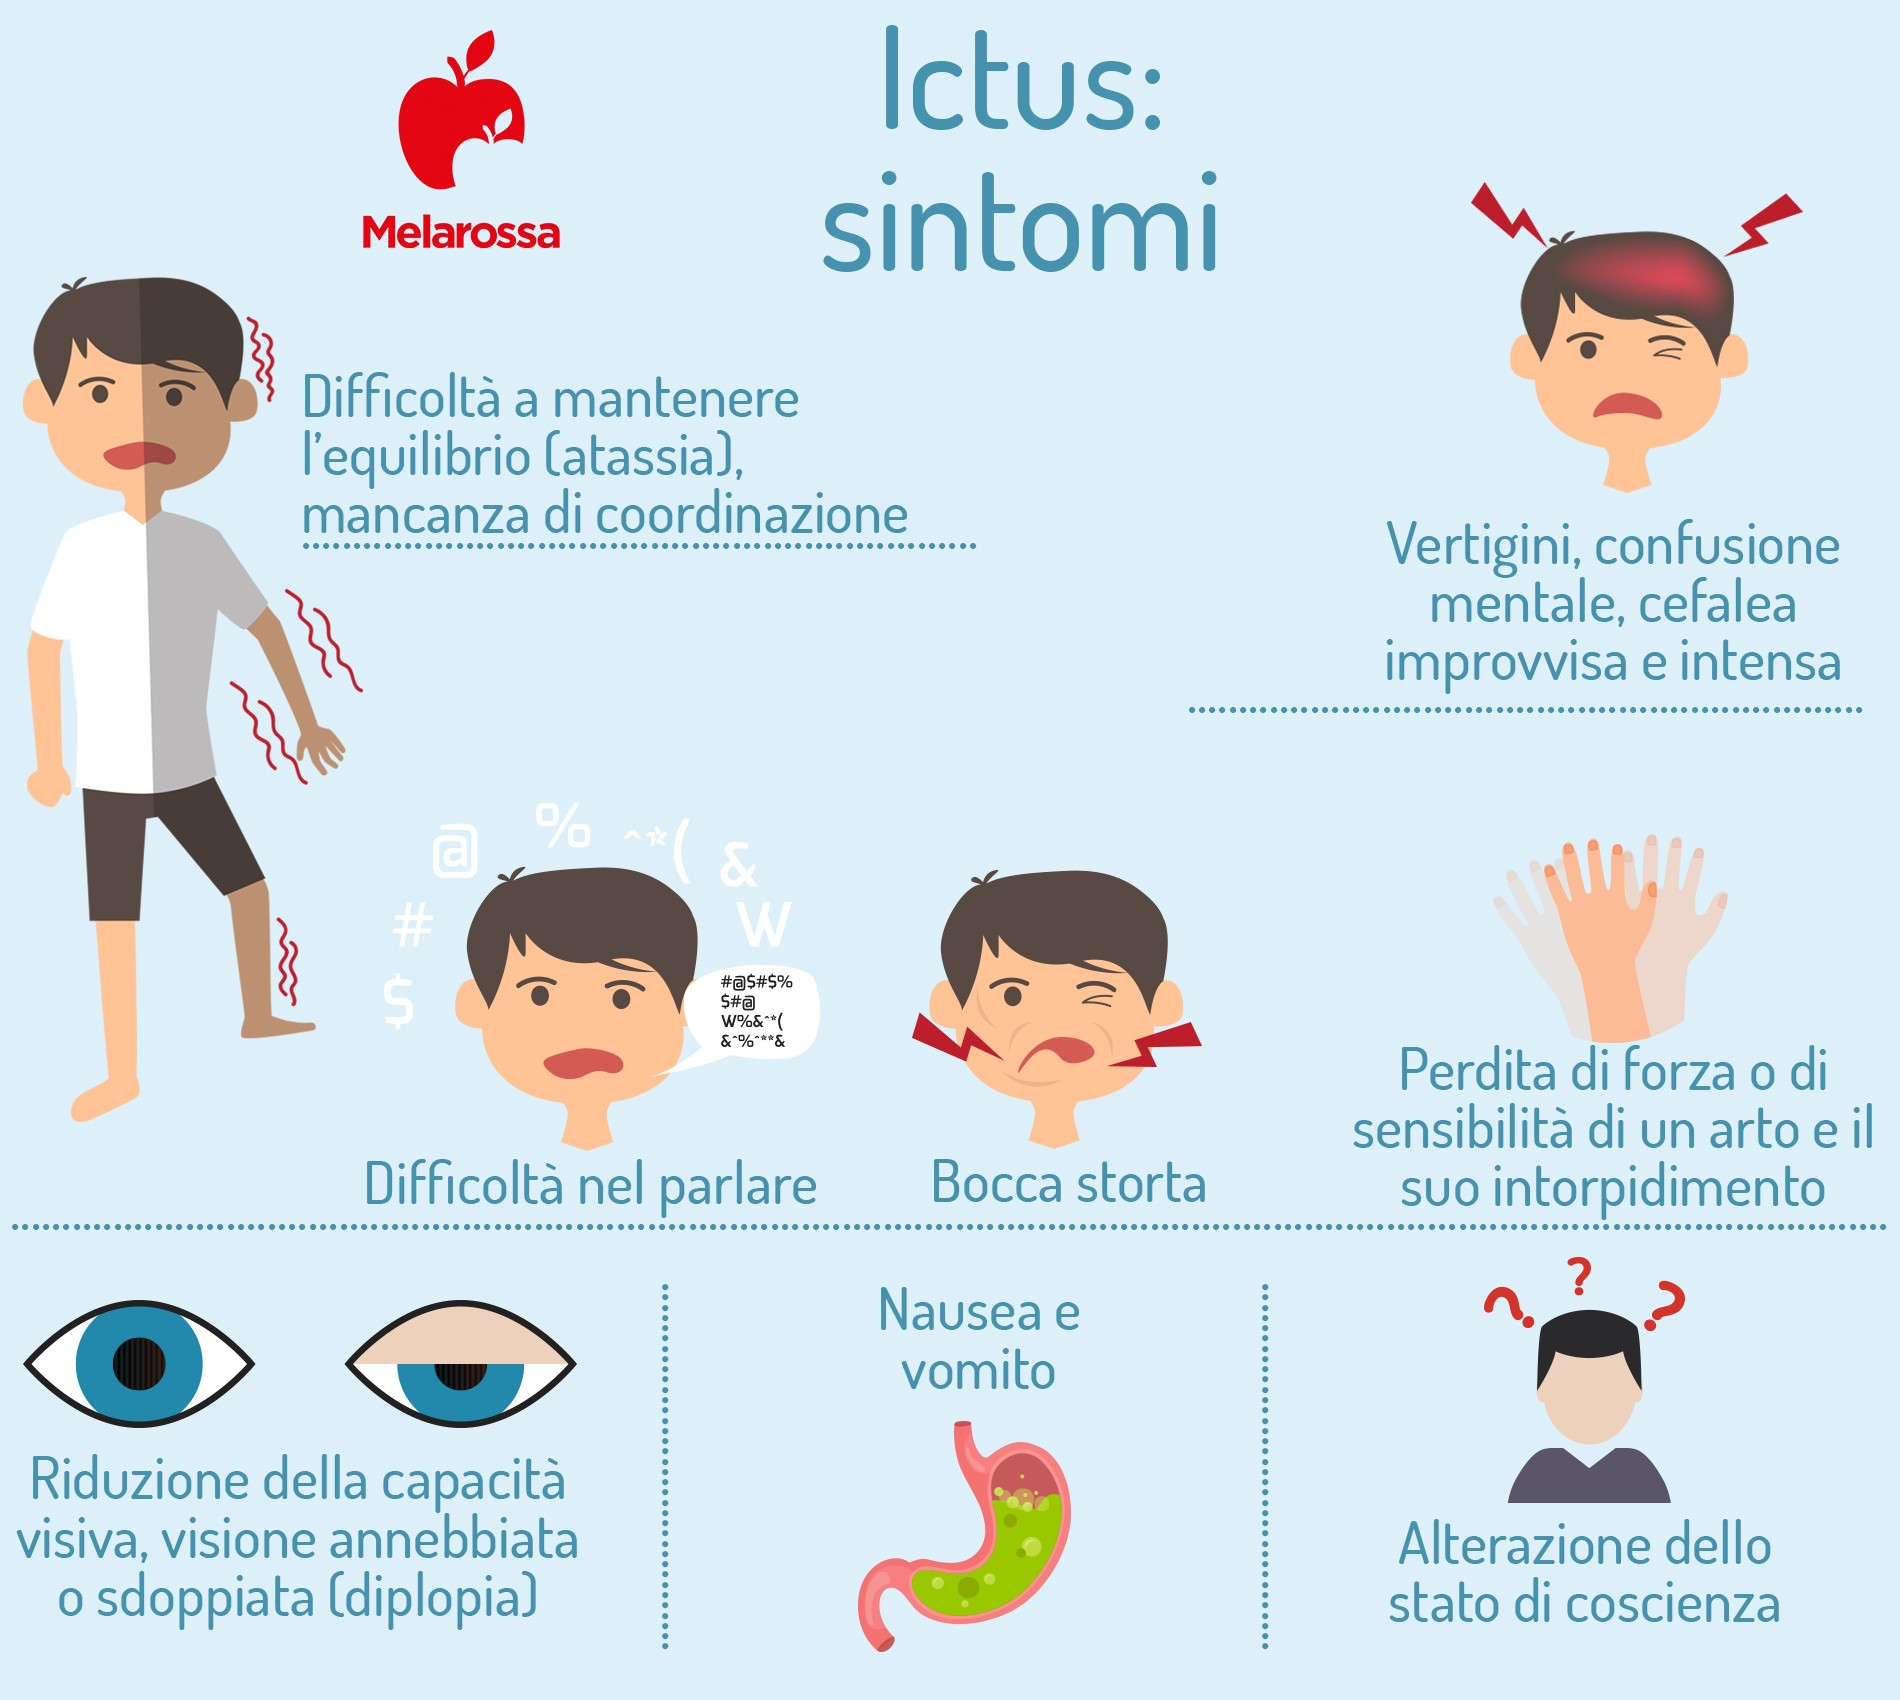 Melarossa
Ictus:
sintomi
Difficoltà a mantenere
l'equilibrio (atassia),
mancanza di coordinazione
Vertigini, confusione
mentale, cefalea
improvvisa e intensa
@ % ^*( &
# W
$
#@$#$%
$#@
W%&^*(
&^%^**&
Difficoltà nel parlare
Bocca storta
Perdita di forza o di
sensibilità di un arto e il
suo intorpidimento
Riduzione della capacità
visiva, visione annebbiata
o sdoppiata (diplopia)
Nausea e
vomito
? ? ?
Alterazione dello
stato di coscienza